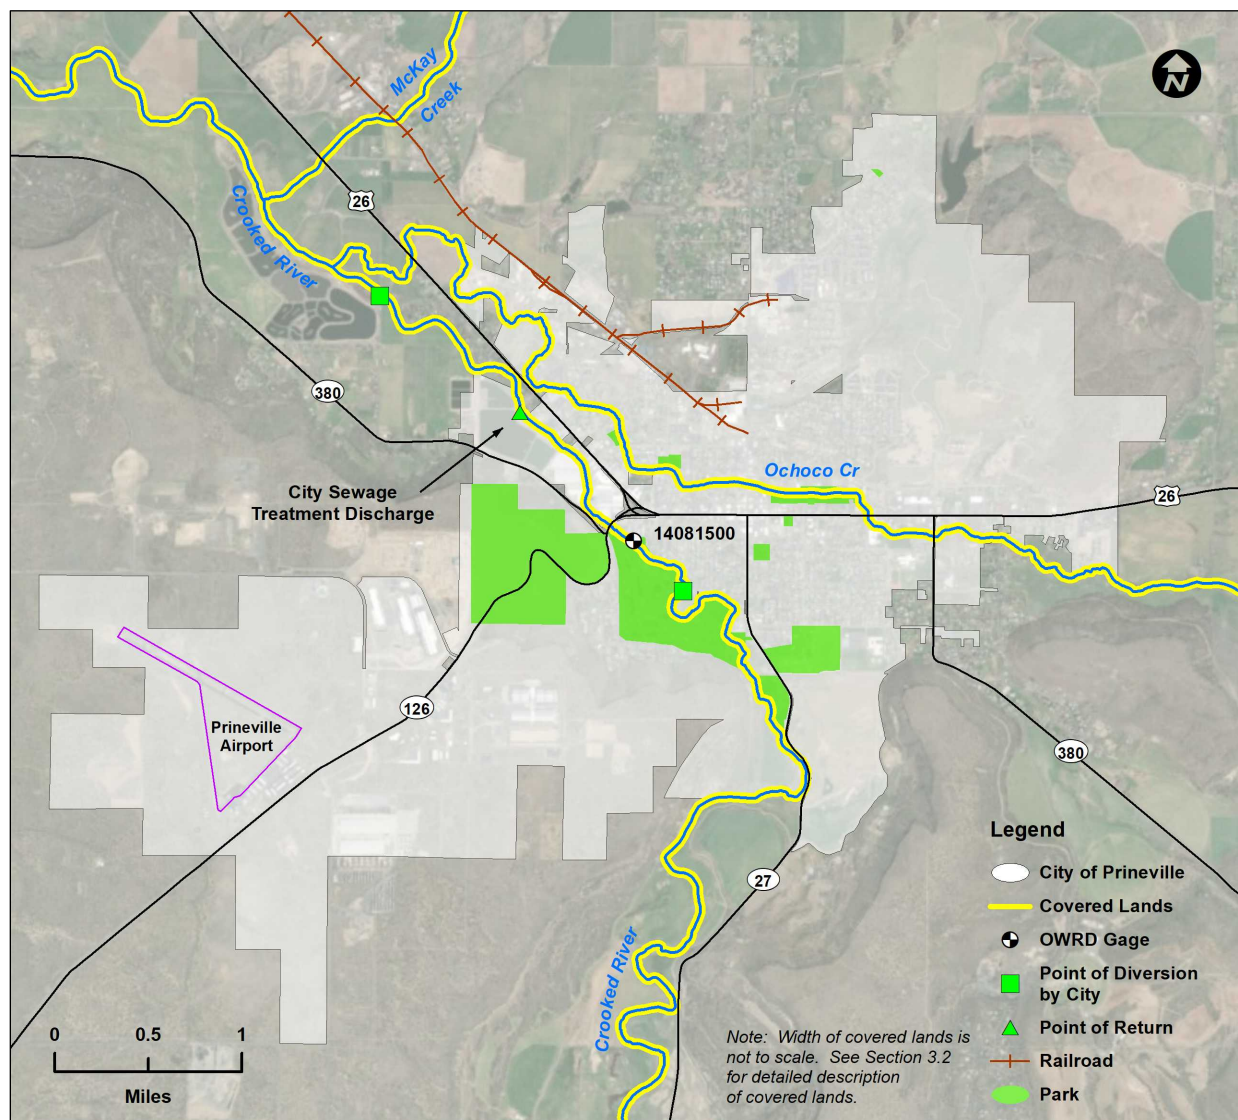 McKay
Creek
N
26
Crooked River
380
Ochoco Cr
26
City Sewage
Treatment Discharge
14081500
Prineville
Airport
126
380
27
Crooked River
Legend
City of Prineville
Covered Lands
OWRD Gage
Point of Diversion
by City
Point of Return
Railroad
Park
0 0.5 1
Miles
Note: Width of covered lands is
not to scale. See Section 3.2
for detailed description
of covered lands.